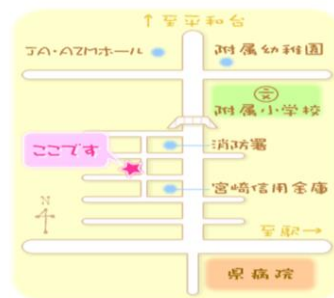 ↑至平和台
JA・AZMホール
附属幼稚園
文
附属小学校
消防署
ここです
宮崎信用金庫
N
至駅→
県病院